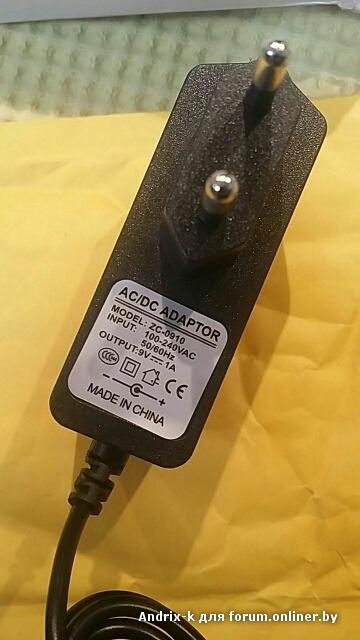 AC/DC ADAPTOR
MODEL: ZC-0910
INPUT: 100-240VAC
50/60Hz
OUTPUT:9V⎓1A
CCC CE
- +
MADE IN CHINA
Andrix-k для forum.onliner.by